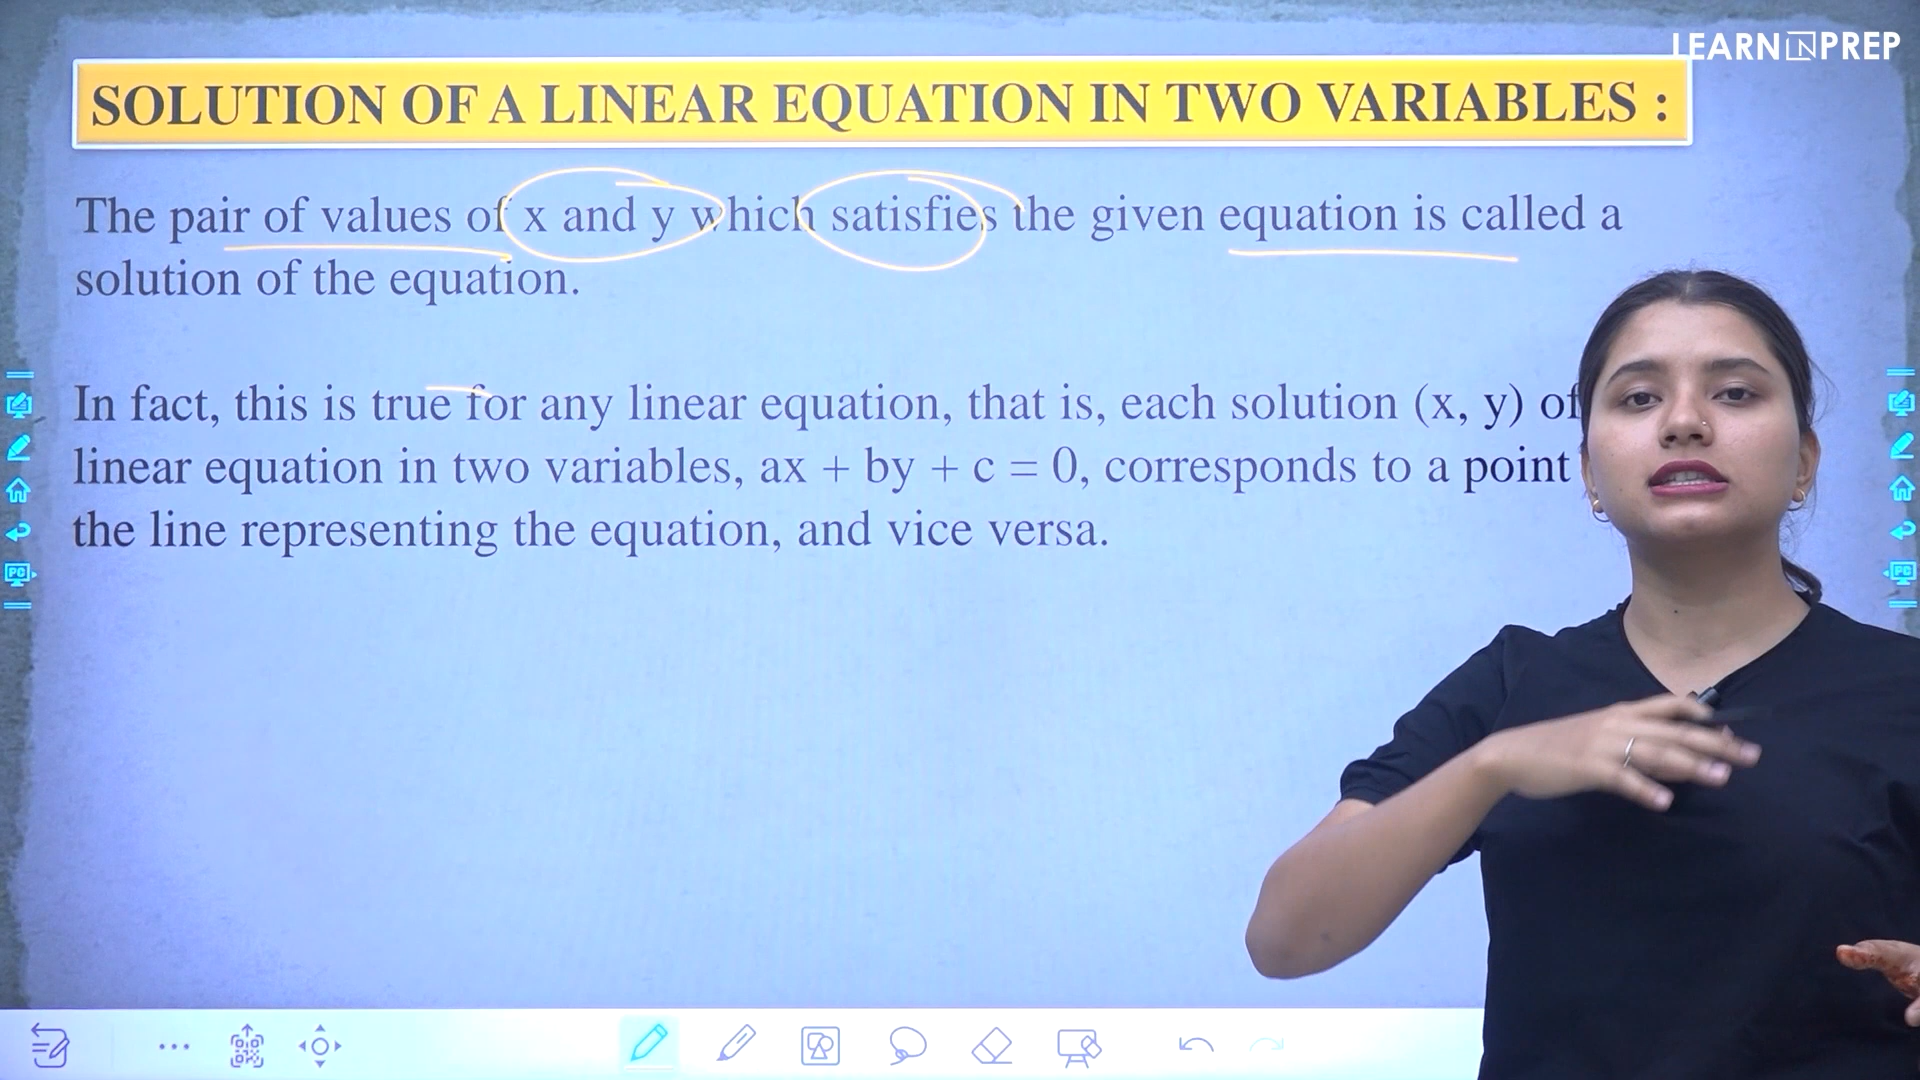 LEARNINPREP
SOLUTION OF A LINEAR EQUATION IN TWO VARIABLES :
The pair of values of x and y which satisfies the given equation is called a
solution of the equation.
In fact, this is true for any linear equation, that is, each solution (x, y) of
linear equation in two variables, ax + by + c = 0, corresponds to a point
the line representing the equation, and vice versa.
PC
PC